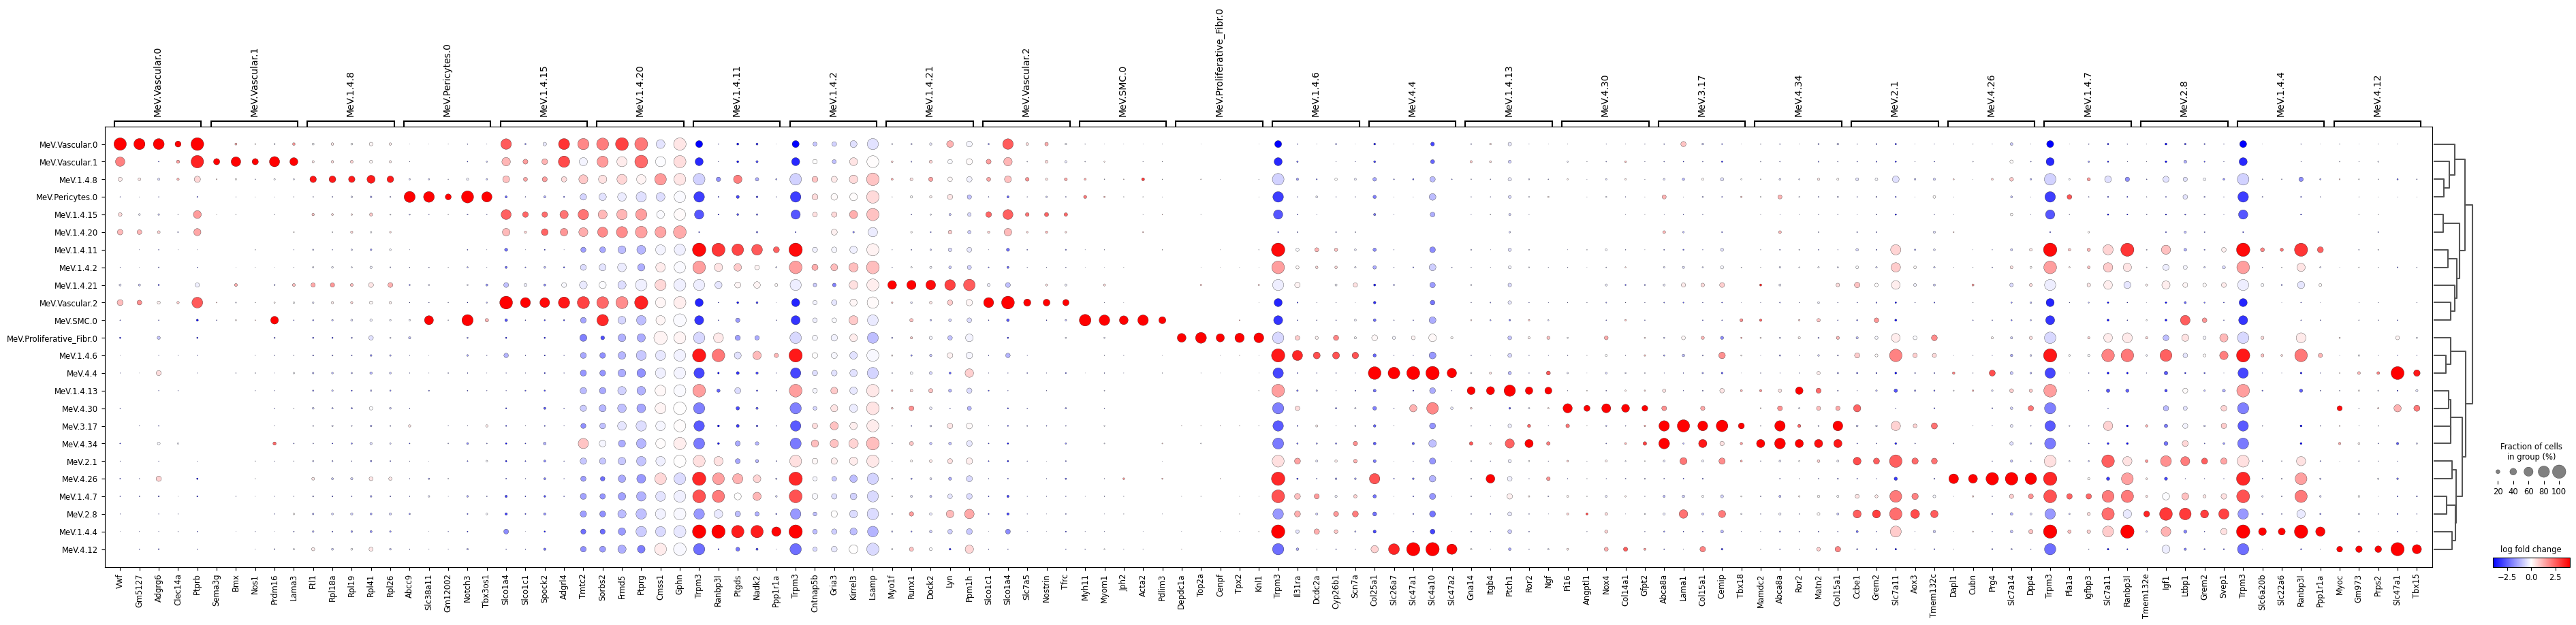 MeV.Vascular.0
MeV.Vascular.1
MeV.1.4.8
MeV.Pericytes.0
MeV.1.4.15
MeV.1.4.20
MeV.1.4.11
MeV.1.4.2
MeV.1.4.21
MeV.Vascular.2
MeV.SMC.0
MeV.Proliferative_Fibr.0
MeV.1.4.6
MeV.4.4
MeV.1.4.13
MeV.4.30
MeV.3.17
MeV.4.34
MeV.2.1
MeV.4.26
MeV.1.4.7
MeV.2.8
MeV.1.4.4
MeV.4.12
MeV.Vascular.0
MeV.Vascular.1
MeV.1.4.8
MeV.Pericytes.0
MeV.1.4.15
MeV.1.4.20
MeV.1.4.11
MeV.1.4.2
MeV.1.4.21
MeV.Vascular.2
MeV.SMC.0
MeV.Proliferative_Fibr.0
MeV.1.4.6
MeV.4.4
MeV.1.4.13
MeV.4.30
MeV.3.17
MeV.4.34
MeV.2.1
MeV.4.26
MeV.1.4.7
MeV.2.8
MeV.1.4.4
MeV.4.12
Vwf
Gm5127
Adgrg6
Clec14a
Ptprb
Sema3g
Bmx
Nos1
Prdm16
Lama3
Ftl1
Rpl18a
Rpl19
Rpl41
Rpl26
Abcc9
Slc38a11
Gm12002
Notch3
Tbx3os1
Slco1a4
Slco1c1
Spock2
Adgrl4
Tmtc2
Sorbs2
Frmd5
Ptprg
Cmss1
Gphn
Trpm3
Ranbp3l
Ptgds
Nadk2
Ppp1r1a
Trpm3
Cntnap5b
Gria3
Kirrel3
Lsamp
Myo1f
Runx1
Dock2
Lyn
Ppm1h
Slco1c1
Slco1a4
Slc7a5
Nostrin
Tfrc
Myh11
Myom1
Jph2
Acta2
Pdlim3
Depdc1a
Top2a
Cenpf
Tpx2
Knl1
Trpm3
Il31ra
Dcdc2a
Cyp26b1
Scn7a
Col25a1
Slc26a7
Slc47a1
Slc4a10
Slc47a2
Gna14
Itgb4
Ptch1
Ror2
Ngf
Pi16
Angptl1
Nox4
Col14a1
Gfpt2
Abca8a
Lama1
Col15a1
Cemip
Tbx18
Mamdc2
Abca8a
Ror2
Matn2
Col15a1
Ccbe1
Grem2
Slc7a11
Aox3
Tmem132c
Dapl1
Cubn
Prg4
Slc7a14
Dpp4
Trpm3
Pla1a
Igfbp3
Slc7a11
Ranbp3l
Tmem132e
Igf1
Ltbp1
Grem2
Svep1
Trpm3
Slc6a20b
Slc22a6
Ranbp3l
Ppp1r1a
Myoc
Gm973
Prps2
Slc47a1
Tbx15
Fraction of cells
in group (%)
20 40 60 80 100
log fold change
−2.5 0.0 2.5